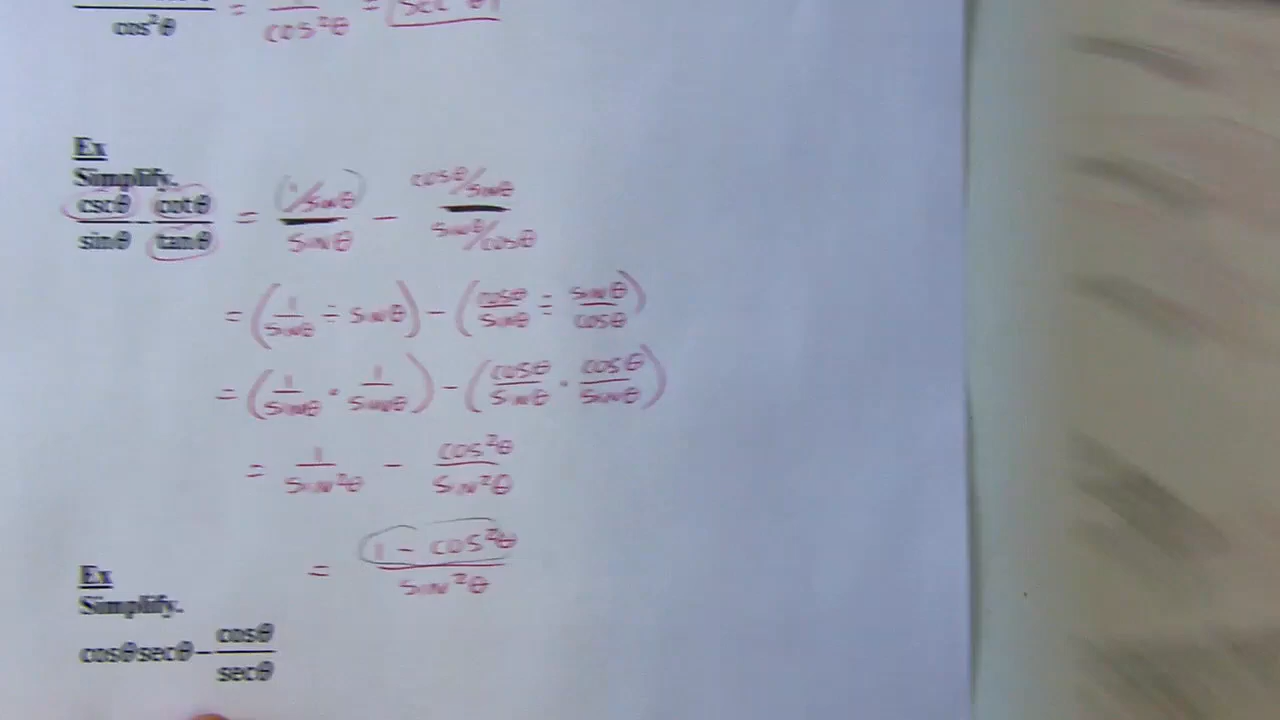 cos²θ = 1/cos²θ = sec²θ
Ex
Simplify.
cscθ/sinθ - cotθ/tanθ = (1/sinθ)/sinθ - (cosθ/sinθ)/(sinθ/cosθ)
= (1/sinθ ÷ sinθ) - (cosθ/sinθ ÷ sinθ/cosθ)
= (1/sinθ · 1/sinθ) - (cosθ/sinθ · cosθ/sinθ)
= 1/sin²θ - cos²θ/sin²θ
= (1 - cos²θ)/sin²θ
Ex
Simplify.
cosθsecθ - cosθ/secθ